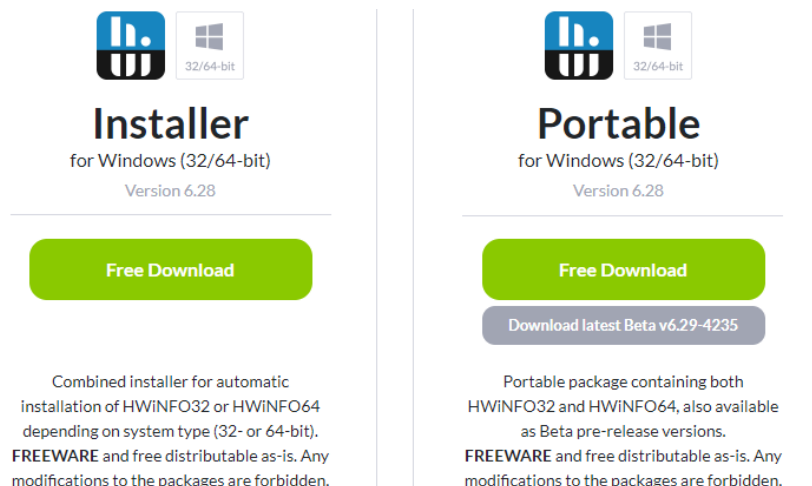 32/64-bit
Installer
for Windows (32/64-bit)
Version 6.28
Free Download
Combined installer for automatic
installation of HWiNFO32 or HWiNFO64
depending on system type (32- or 64-bit).
FREEWARE and free distributable as-is. Any
modifications to the packages are forbidden.
32/64-bit
Portable
for Windows (32/64-bit)
Version 6.28
Free Download
Download latest Beta v6.29-4235
Portable package containing both
HWiNFO32 and HWiNFO64, also available
as Beta pre-release versions.
FREEWARE and free distributable as-is. Any
modifications to the packages are forbidden.